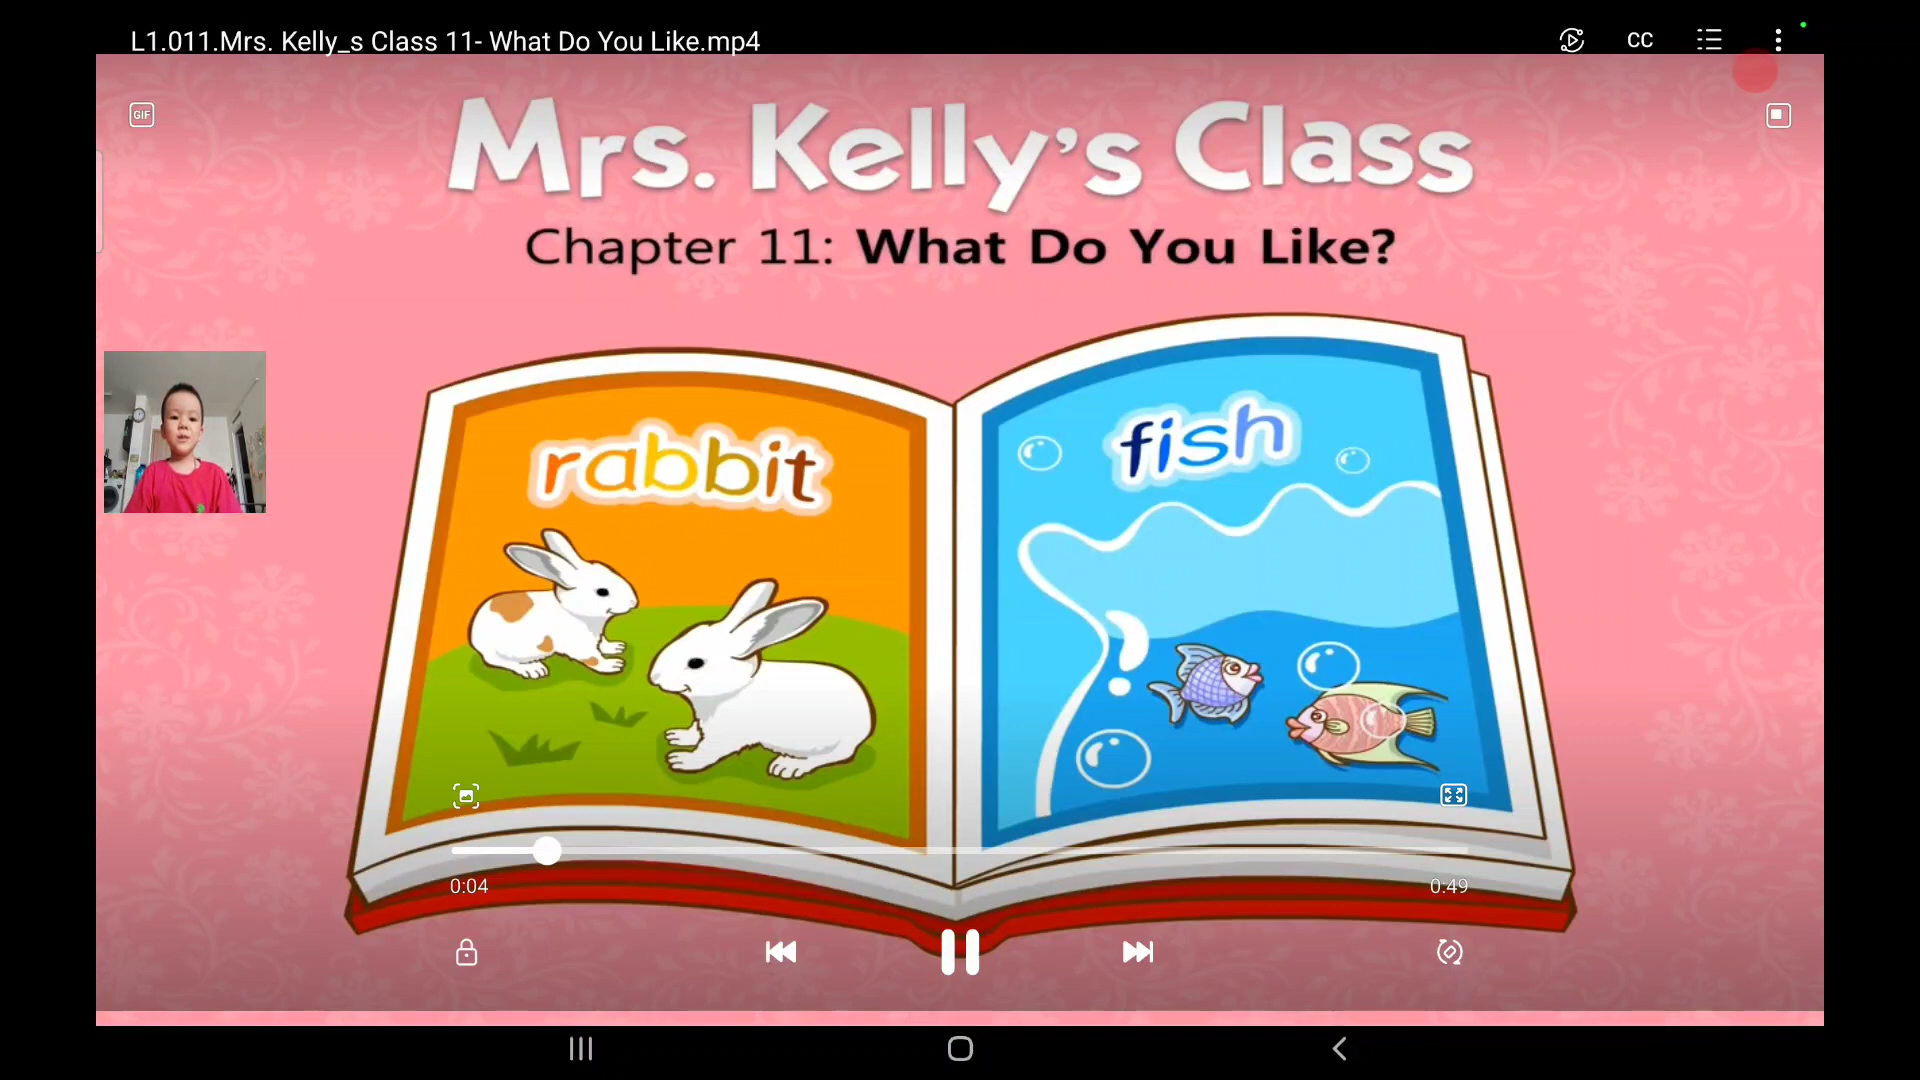 L1.011.Mrs. Kelly_s Class 11- What Do You Like.mp4
CC
GIF
Mrs. Kelly's Class
Chapter 11: What Do You Like?
rabbit
fish
0:04
0:49